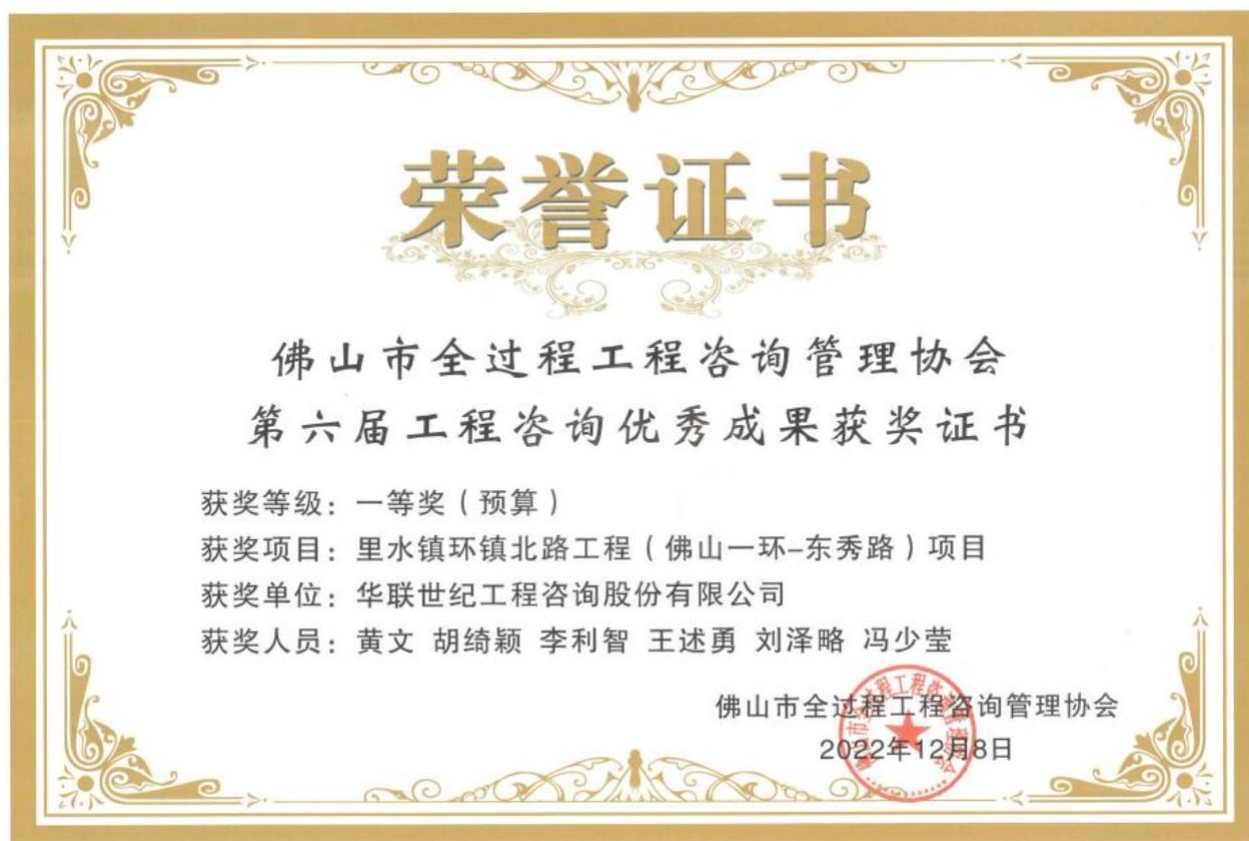 荣誉证书
佛山市全过程工程咨询管理协会
第六届工程咨询优秀成果获奖证书
获奖等级：一等奖（预算）
获奖项目：里水镇环镇北路工程（佛山一环-东秀路）项目
获奖单位：华联世纪工程咨询股份有限公司
获奖人员：黄文 胡绮颖 李利智 王述勇 刘泽略 冯少莹
佛山市全过程工程咨询管理协会
2022年12月8日